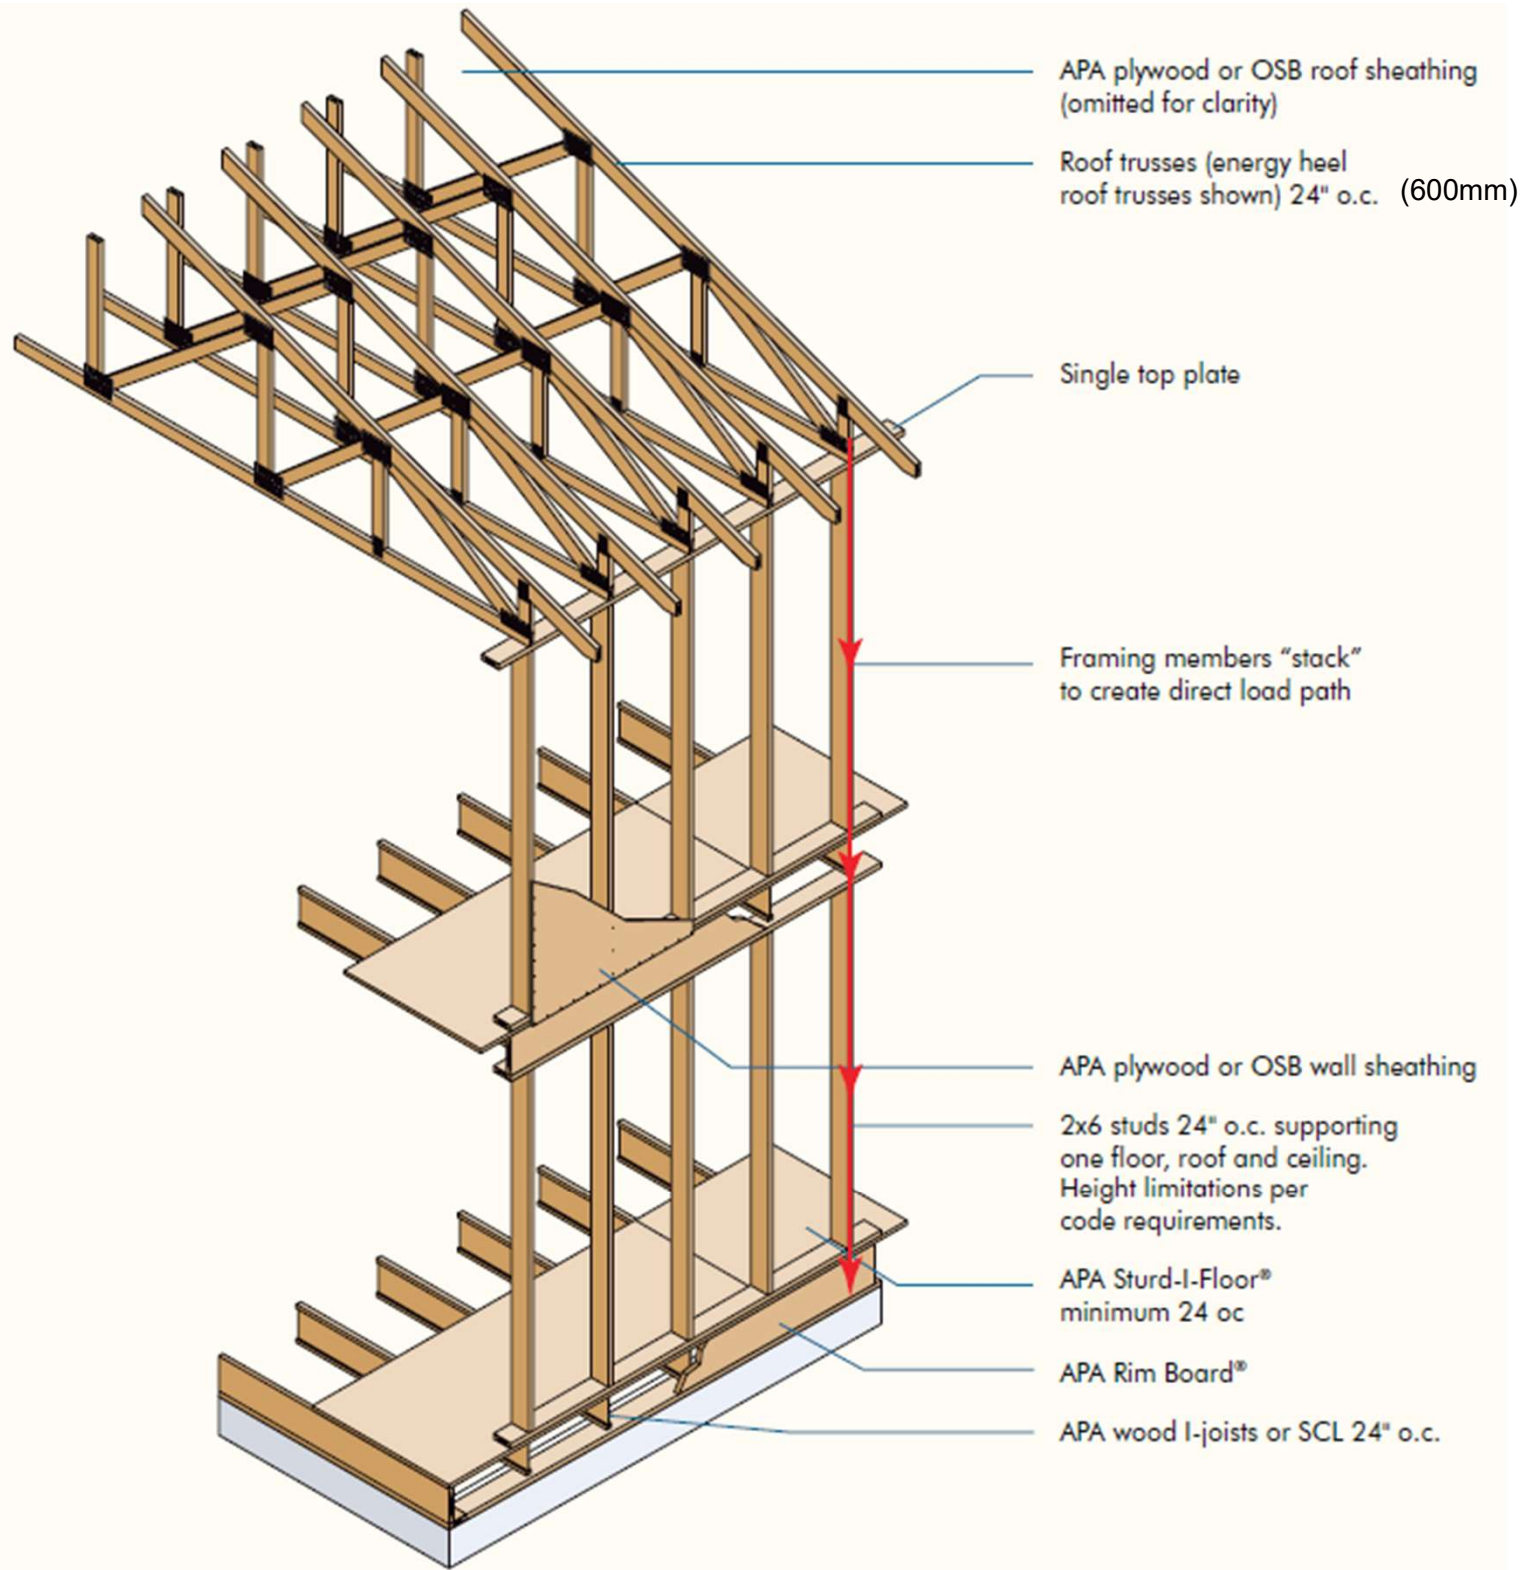 APA plywood or OSB roof sheathing
(omitted for clarity)
Roof trusses (energy heel
roof trusses shown) 24" o.c. (600mm)
Single top plate
Framing members “stack”
to create direct load path
APA plywood or OSB wall sheathing
2x6 studs 24" o.c. supporting
one floor, roof and ceiling.
Height limitations per
code requirements.
APA Sturd-I-Floor®
minimum 24 oc
APA Rim Board®
APA wood I-joists or SCL 24" o.c.